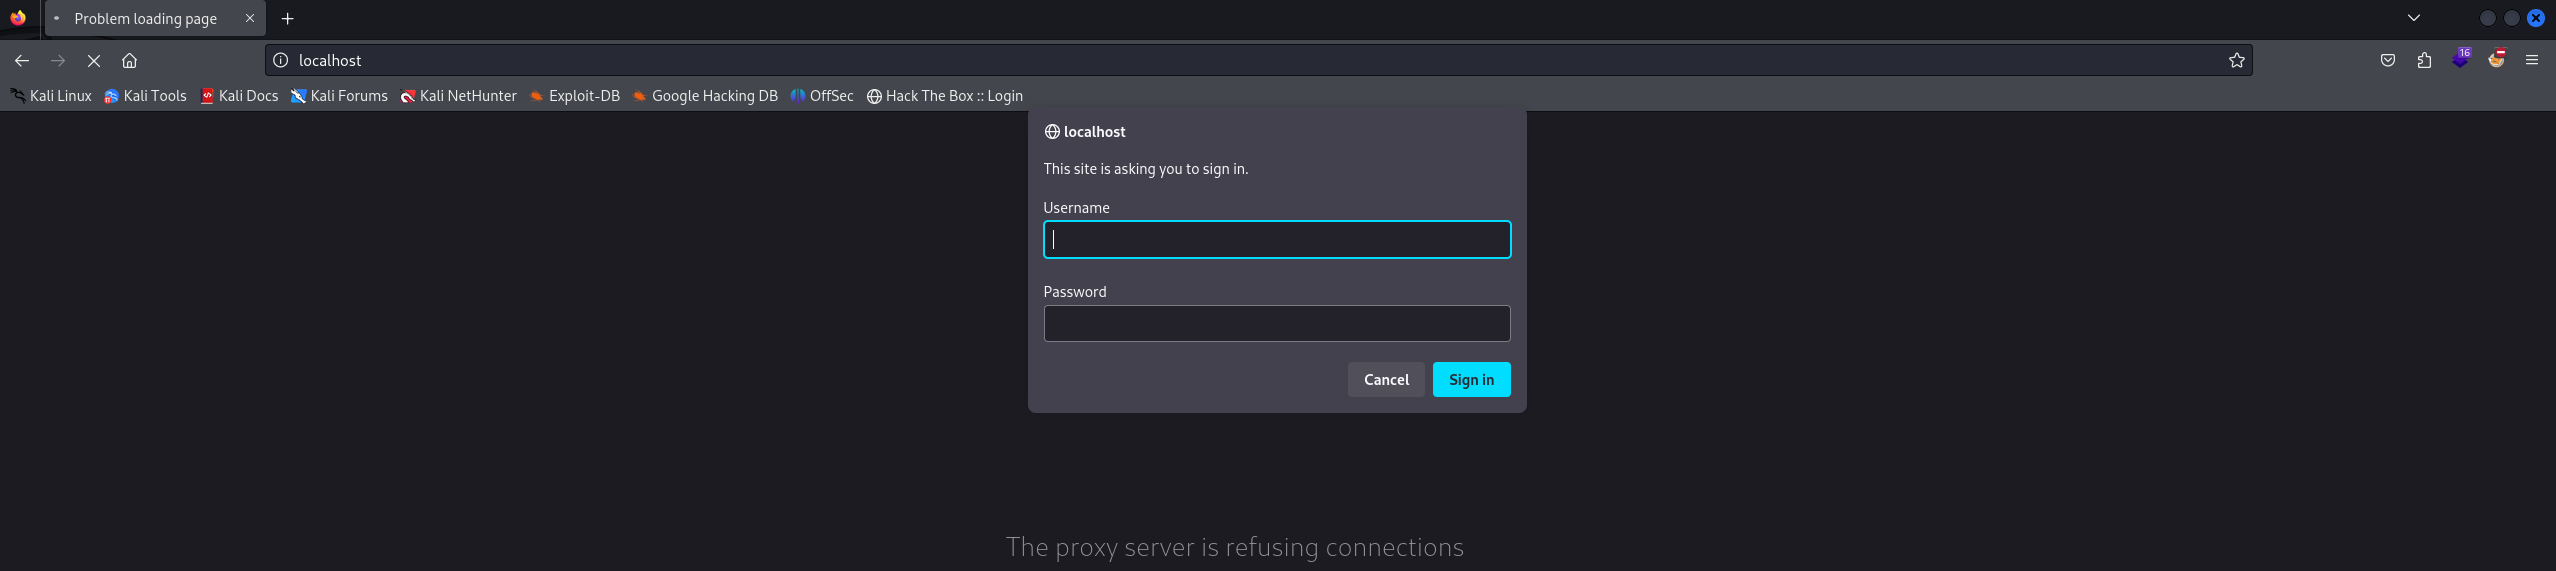 Problem loading page
localhost
16
Kali Linux Kali Tools Kali Docs Kali Forums Kali NetHunter Exploit-DB Google Hacking DB OffSec Hack The Box :: Login
localhost
This site is asking you to sign in.
Username
Password
Cancel Sign in
The proxy server is refusing connections